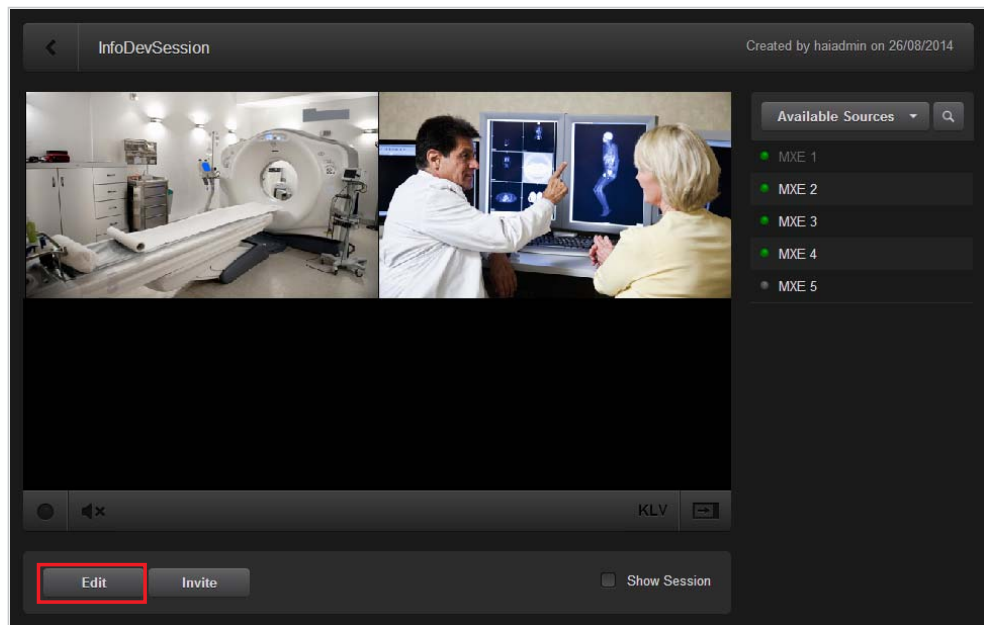 InfoDevSession
Created by haiadmin on 26/08/2014
Available Sources
MXE 1
MXE 2
MXE 3
MXE 4
MXE 5
KLV
Edit
Invite
Show Session